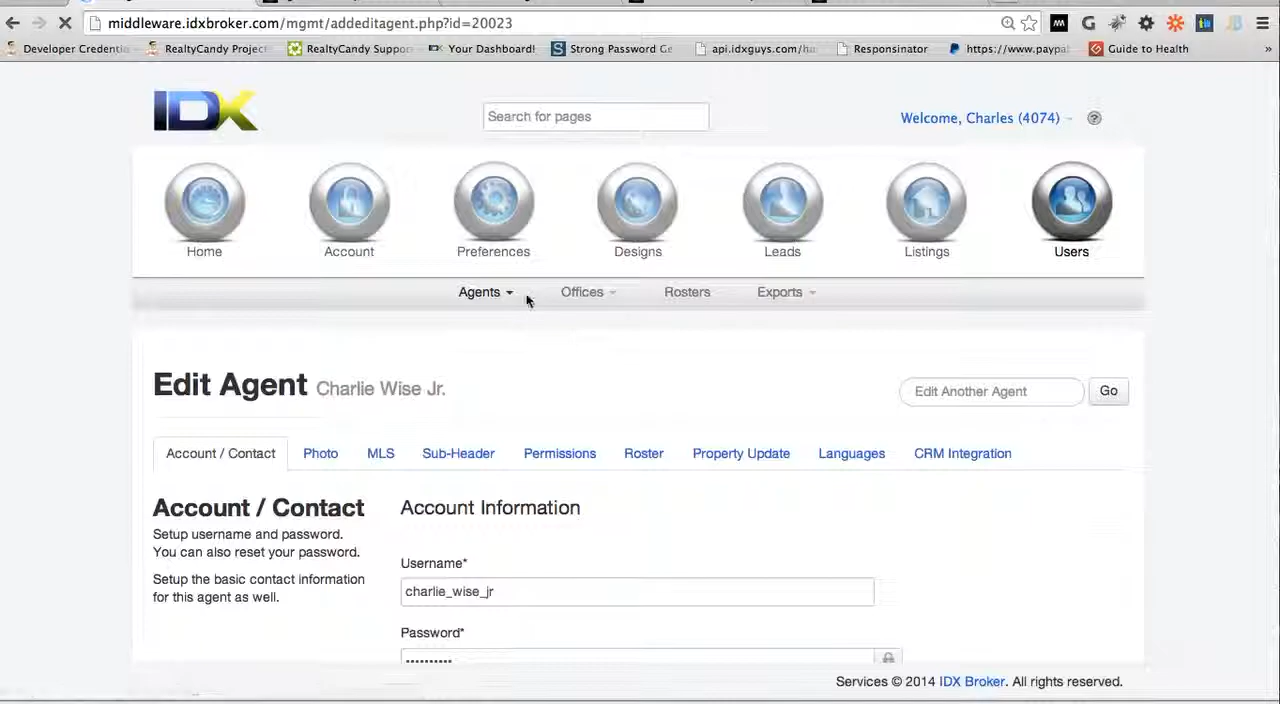 middleware.idxbroker.com/mgmt/addeditagent.php?id=20023
Developer Credenti RealtyCandy Projec RealtyCandy Suppo Your Dashboard! Strong Password Ge api.idxguys.com/ha Responsinator https://www.paypa Guide to Health »
IDX
Search for pages
Welcome, Charles (4074)
Home Account Preferences Designs Leads Listings Users
Agents Offices Rosters Exports
Edit Agent Charlie Wise Jr.
Edit Another Agent Go
Account / Contact Photo MLS Sub-Header Permissions Roster Property Update Languages CRM Integration
Account / Contact
Setup username and password.
You can also reset your password.
Setup the basic contact information
for this agent as well.
Account Information
Username*
charlie_wise_jr
Password*
••••••••••
Services © 2014 IDX Broker. All rights reserved.